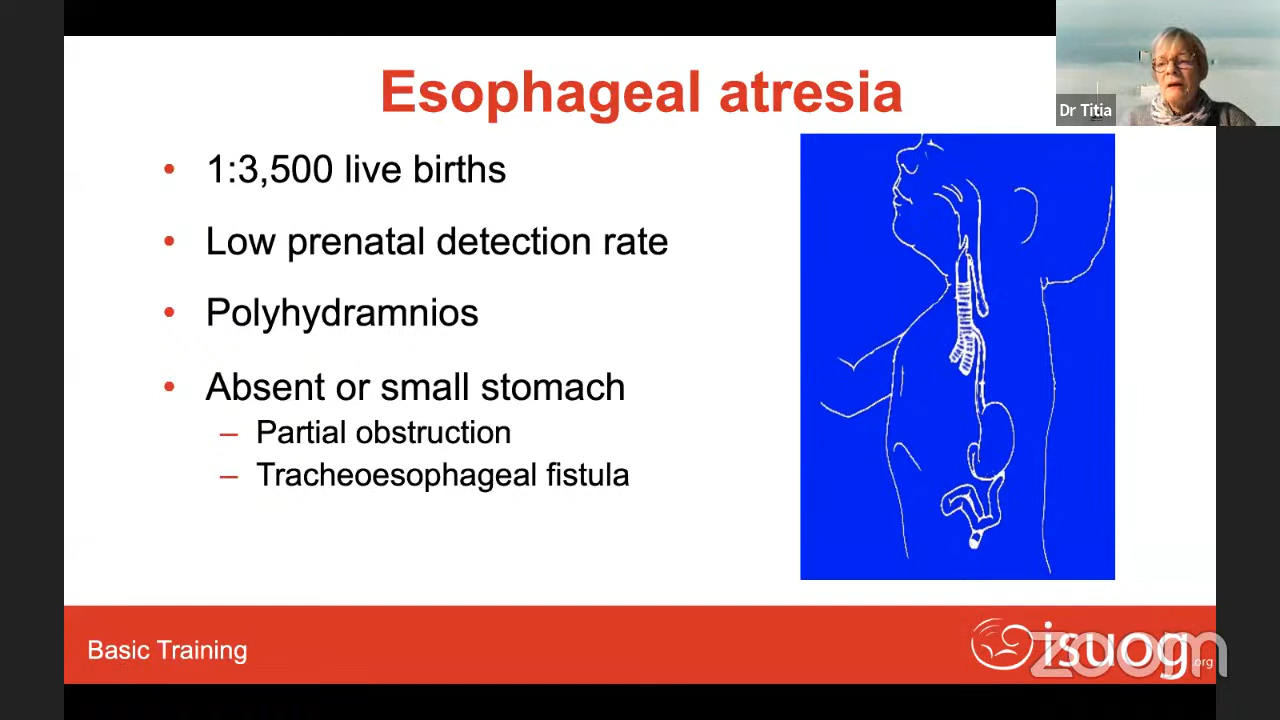 Esophageal atresia
Dr Titia
• 1:3,500 live births
• Low prenatal detection rate
• Polyhydramnios
• Absent or small stomach
– Partial obstruction
– Tracheoesophageal fistula
Basic Training
isuog.org
zoom